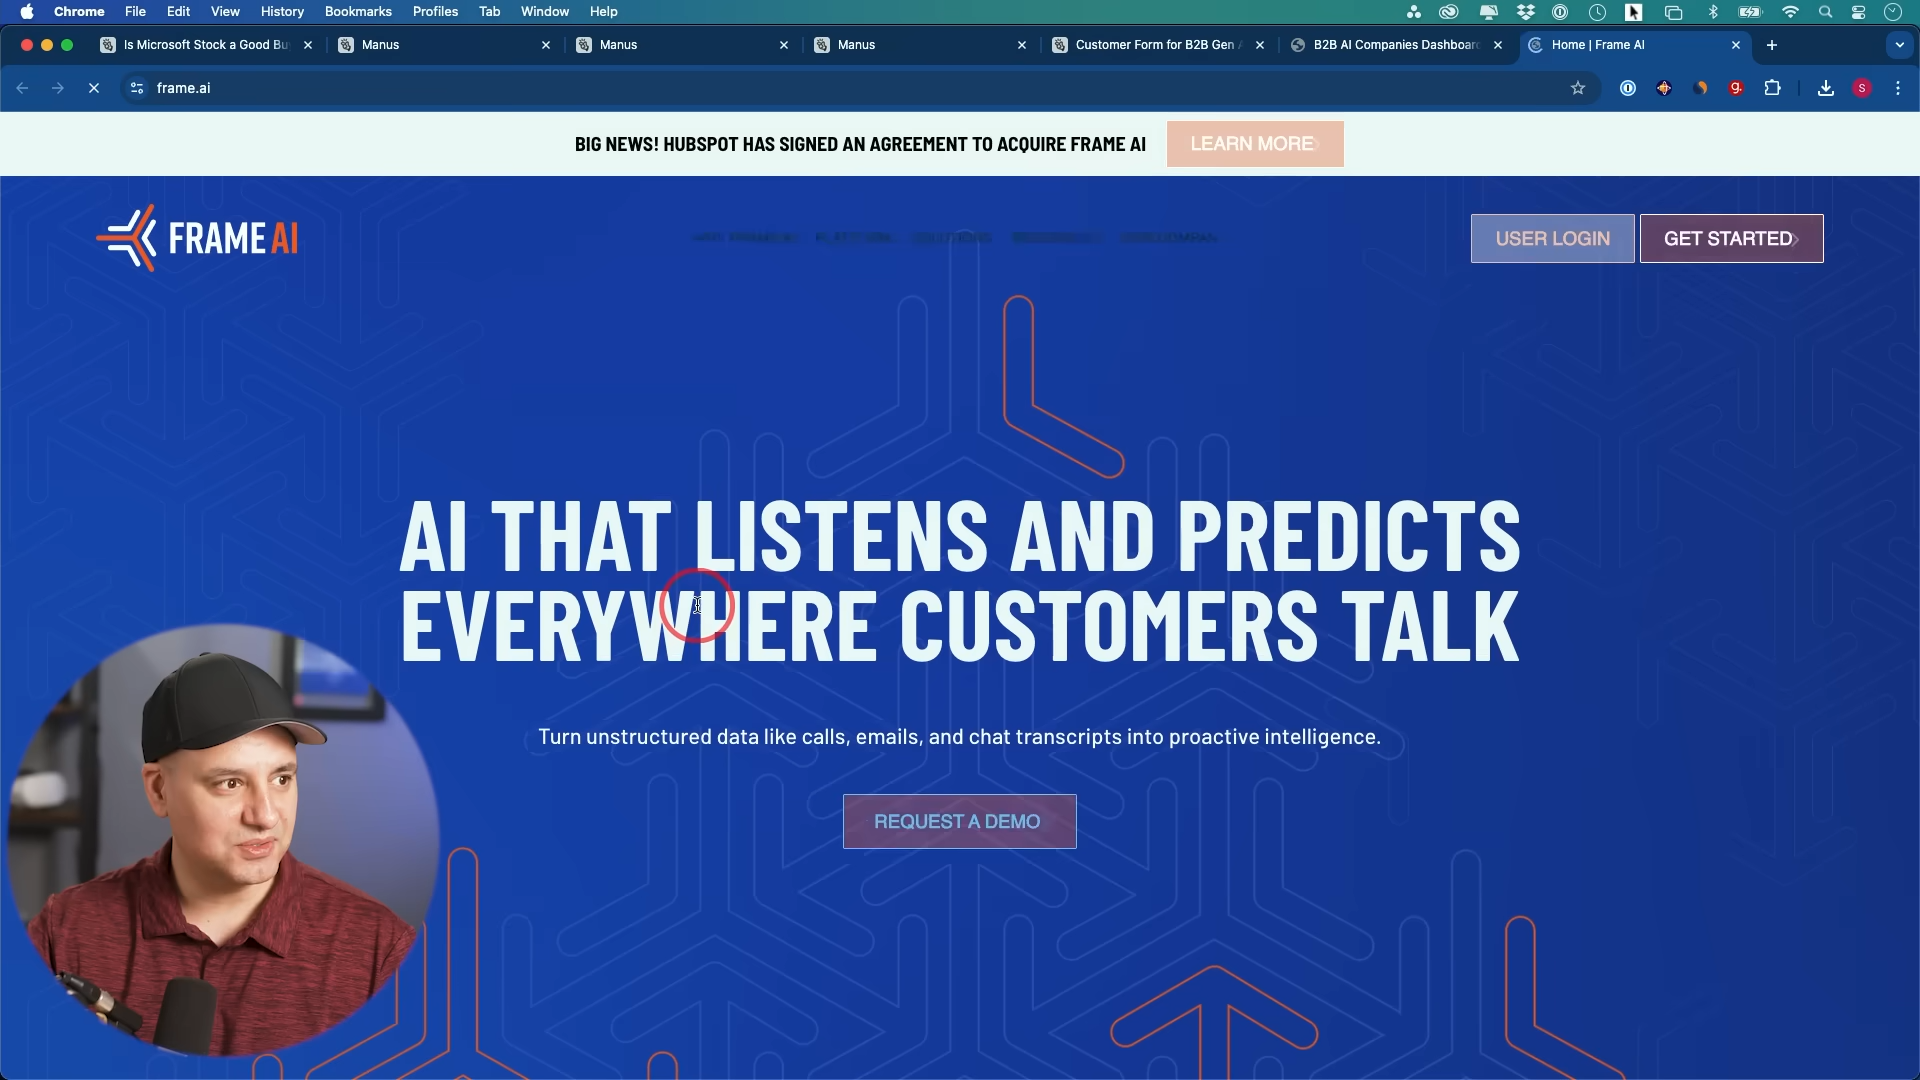 Chrome File Edit View History Bookmarks Profiles Tab Window Help
Is Microsoft Stock a Good Bu
Manus
Manus
Manus
Customer Form for B2B Gen
B2B AI Companies Dashboard
Home | Frame AI
frame.ai
S
BIG NEWS! HUBSPOT HAS SIGNED AN AGREEMENT TO ACQUIRE FRAME AI
LEARN MORE
FRAME AI
USER LOGIN
GET STARTED
AI THAT LISTENS AND PREDICTS
EVERYWHERE CUSTOMERS TALK
Turn unstructured data like calls, emails, and chat transcripts into proactive intelligence.
REQUEST A DEMO